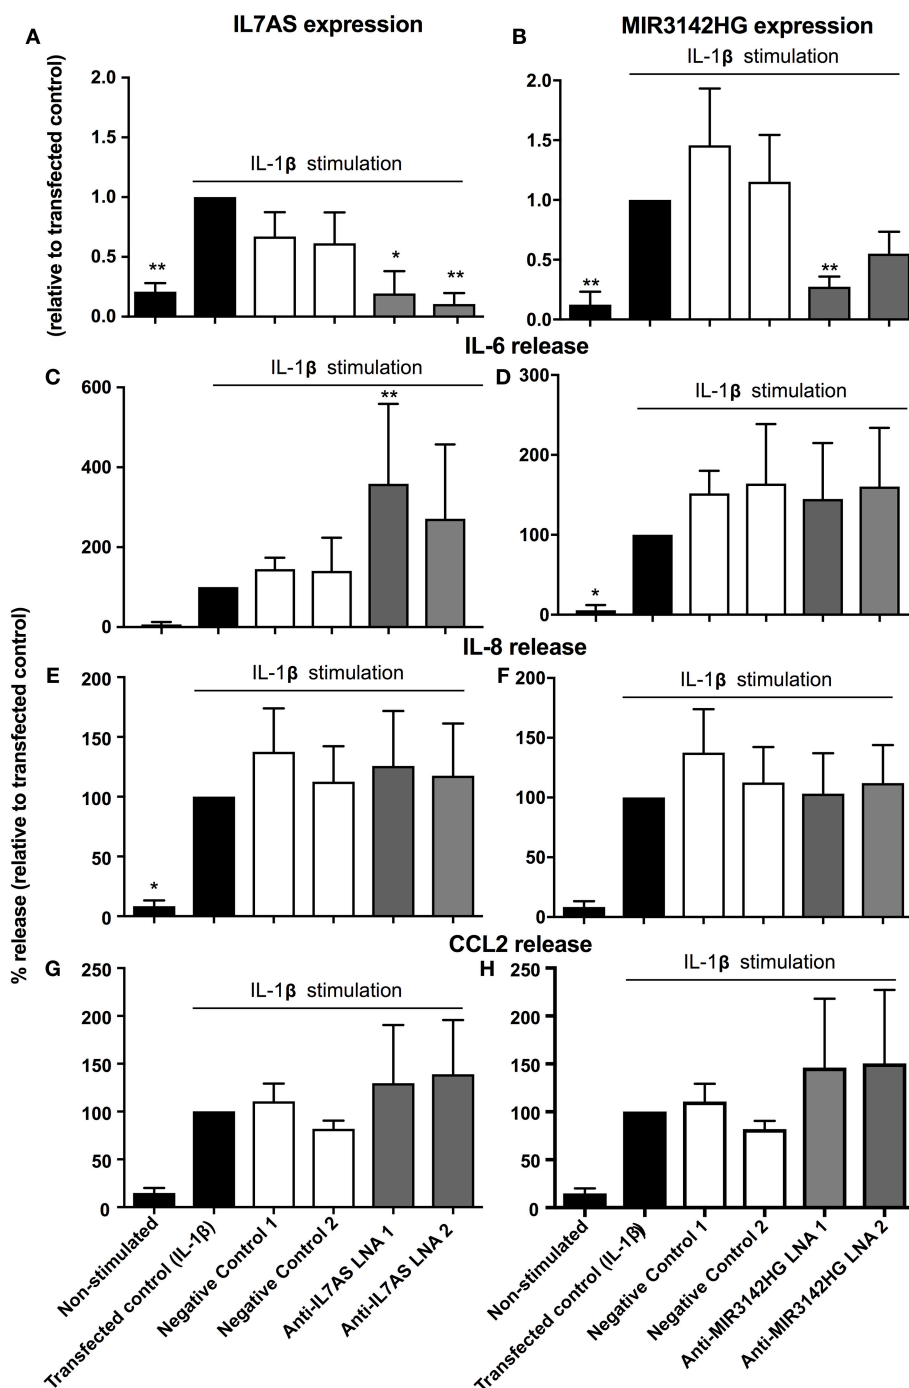 A
IL7AS expression
(relative to transfected control)
2.0
1.5
1.0
0.5
0.0
IL-1β stimulation
**
*
**
B
MIR3142HG expression
IL-1β stimulation
2.0
1.5
1.0
0.5
0.0
**
**
IL-6 release
C
IL-1β stimulation
600
400
200
0
**
D
IL-1β stimulation
300
200
100
0
*
% release (relative to transfected control)
IL-8 release
E
IL-1β stimulation
200
150
100
50
0
*
F
IL-1β stimulation
200
150
100
50
0
CCL2 release
G
IL-1β stimulation
250
200
150
100
50
0
Non-stimulated
Transfected control (IL-1β)
Negative Control 1
Negative Control 2
Anti-IL7AS LNA 1
Anti-IL7AS LNA 2
H
IL-1β stimulation
250
200
150
100
50
0
Non-stimulated
Transfected control (IL-1β)
Negative Control 1
Negative Control 2
Anti-MIR3142HG LNA 1
Anti-MIR3142HG LNA 2